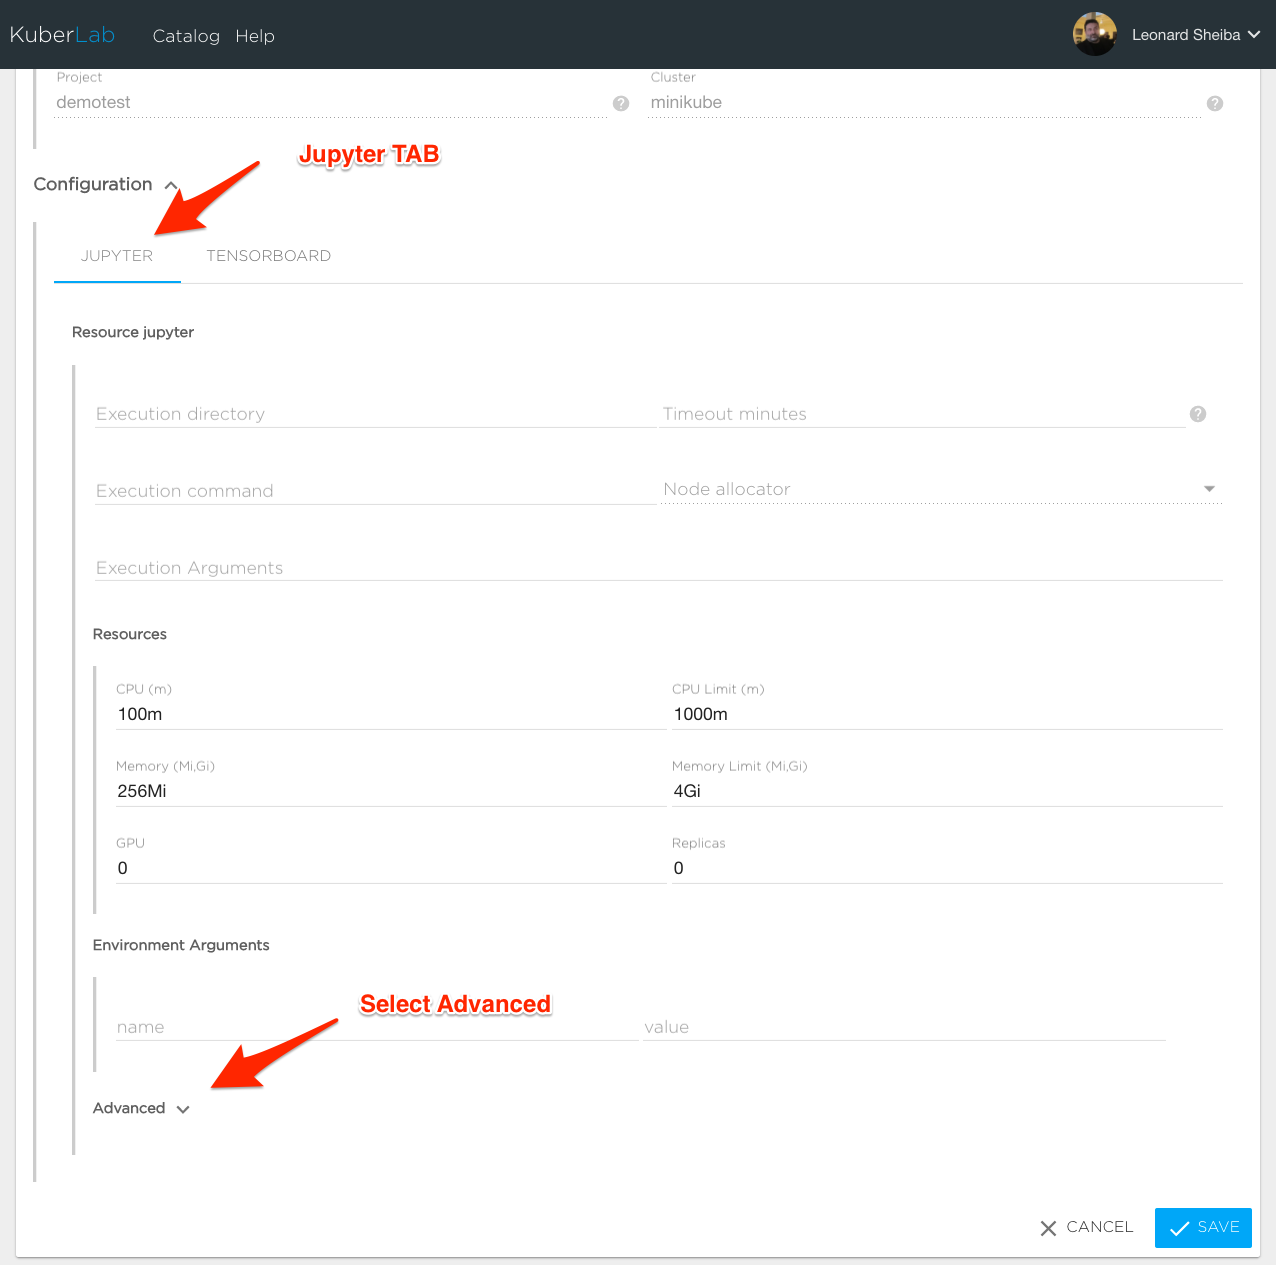 KuberLab Catalog Help Leonard Sheiba
Project Cluster
demotest minikube
Jupyter TAB
Configuration
JUPYTER TENSORBOARD
Resource jupyter
Execution directory Timeout minutes
Execution command Node allocator
Execution Arguments
Resources
CPU (m) CPU Limit (m)
100m 1000m
Memory (Mi,Gi) Memory Limit (Mi,Gi)
256Mi 4Gi
GPU Replicas
0 0
Environment Arguments
Select Advanced
name value
Advanced
CANCEL SAVE